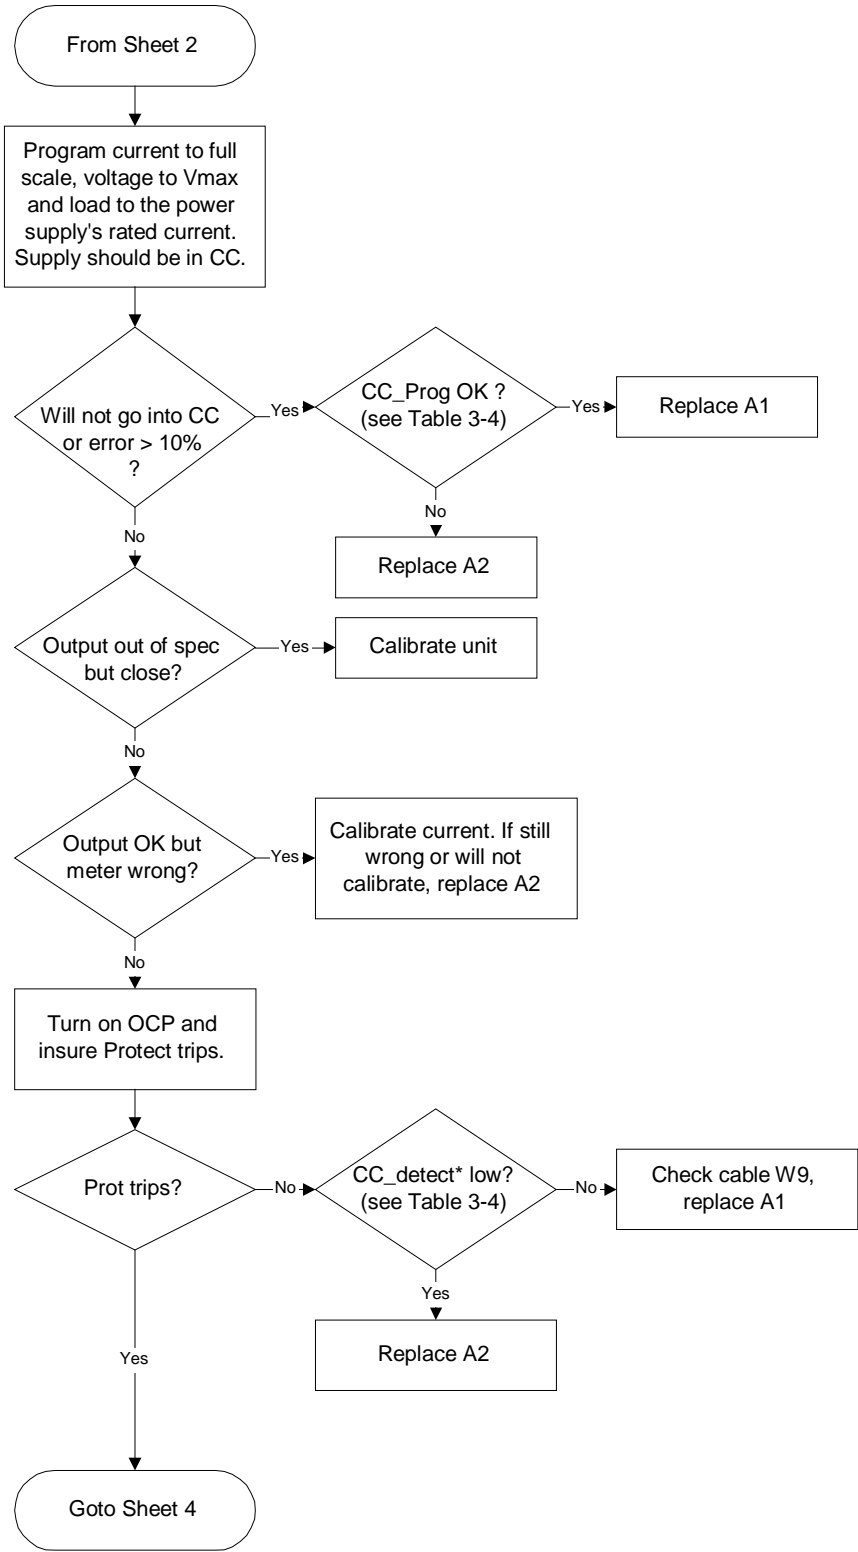 From Sheet 2
Program current to full
scale, voltage to Vmax
and load to the power
supply's rated current.
Supply should be in CC.
Will not go into CC
or error > 10%
?
Yes
CC_Prog OK ?
(see Table 3-4)
Yes
Replace A1
No
Replace A2
No
Output out of spec
but close?
Yes
Calibrate unit
No
Output OK but
meter wrong?
Yes
Calibrate current. If still
wrong or will not
calibrate, replace A2
No
Turn on OCP and
insure Protect trips.
Prot trips?
No
CC_detect* low?
(see Table 3-4)
No
Check cable W9,
replace A1
Yes
Replace A2
Yes
Goto Sheet 4